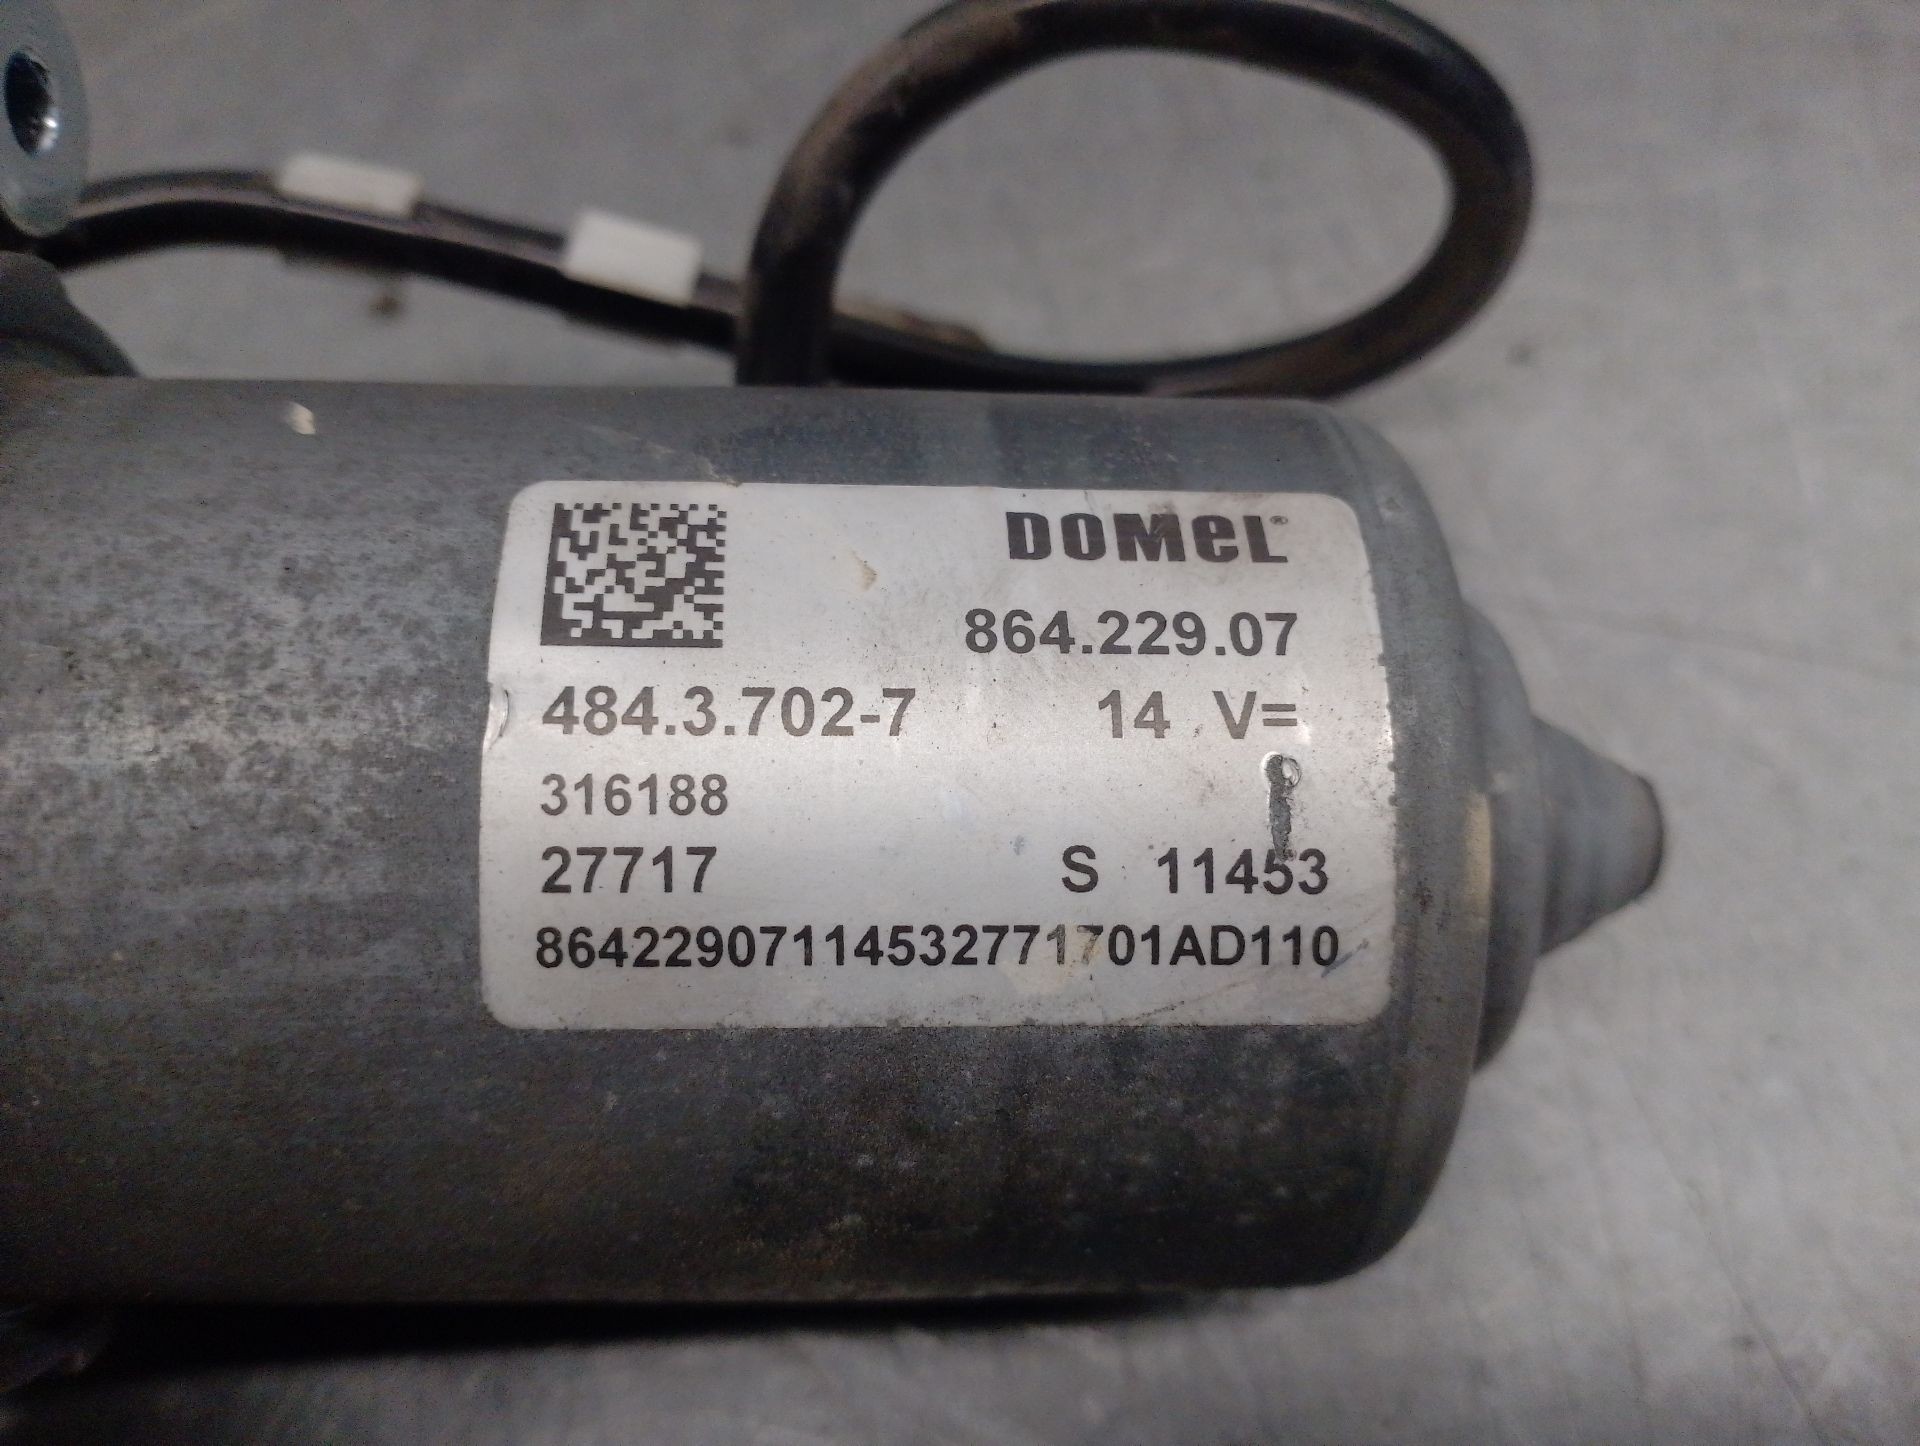 DOMEL®
864.229.07
484.3.702-7 14 V=
316188
27717 S 11453
86422907114532771701AD110